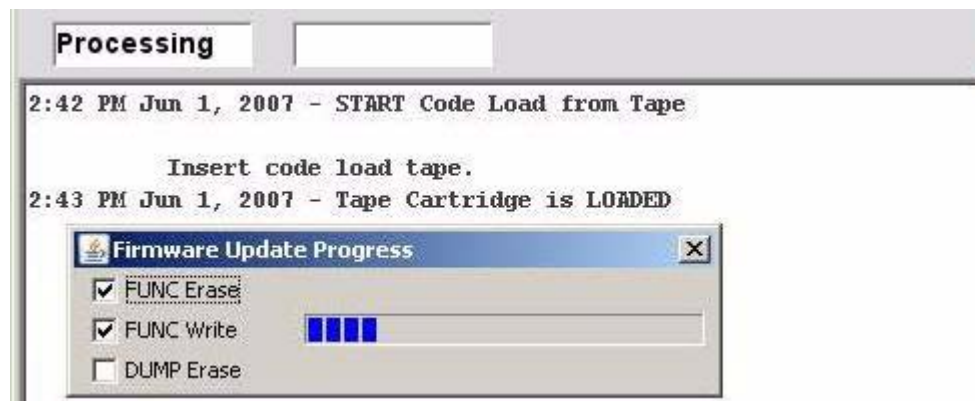 Processing
2:42 PM Jun 1, 2007 - START Code Load from Tape
Insert code load tape.
2:43 PM Jun 1, 2007 - Tape Cartridge is LOADED
Firmware Update Progress
FUNC Erase
FUNC Write
DUMP Erase